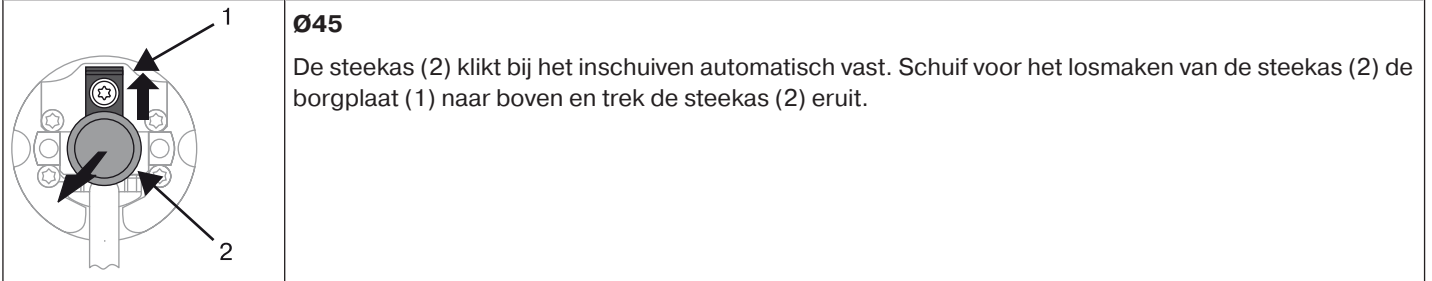 1
2
Ø45
De steekas (2) klikt bij het inschuiven automatisch vast. Schuif voor het losmaken van de steekas (2) de
borgplaat (1) naar boven en trek de steekas (2) eruit.